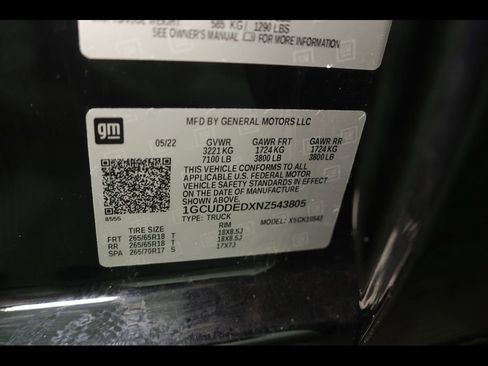 585 KG / 1290 LBS
SEE OWNER'S MANUAL FOR MORE INFORMATION
gm
MFD BY GENERAL MOTORS LLC
05/22 GVWR GAWR FRT GAWR RR
3221 KG 1724 KG 1724 KG
7100 LB 3800 LB 3800 LB
THIS VEHICLE CONFORMS TO ALL
APPLICABLE U.S. FEDERAL MOTOR
VEHICLE SAFETY STANDARDS IN EFFECT
ON THE DATE OF MANUFACTURE
SHOWN ABOVE.
1GCUDDEDXNZ543805
TYPE: TRUCK MODEL:
TIRE SIZE RIM
FRT 265/65R18 T 18X8.5J
RR 265/65R18 T 18X8.5J
SPA 265/70R17 S 17X7J